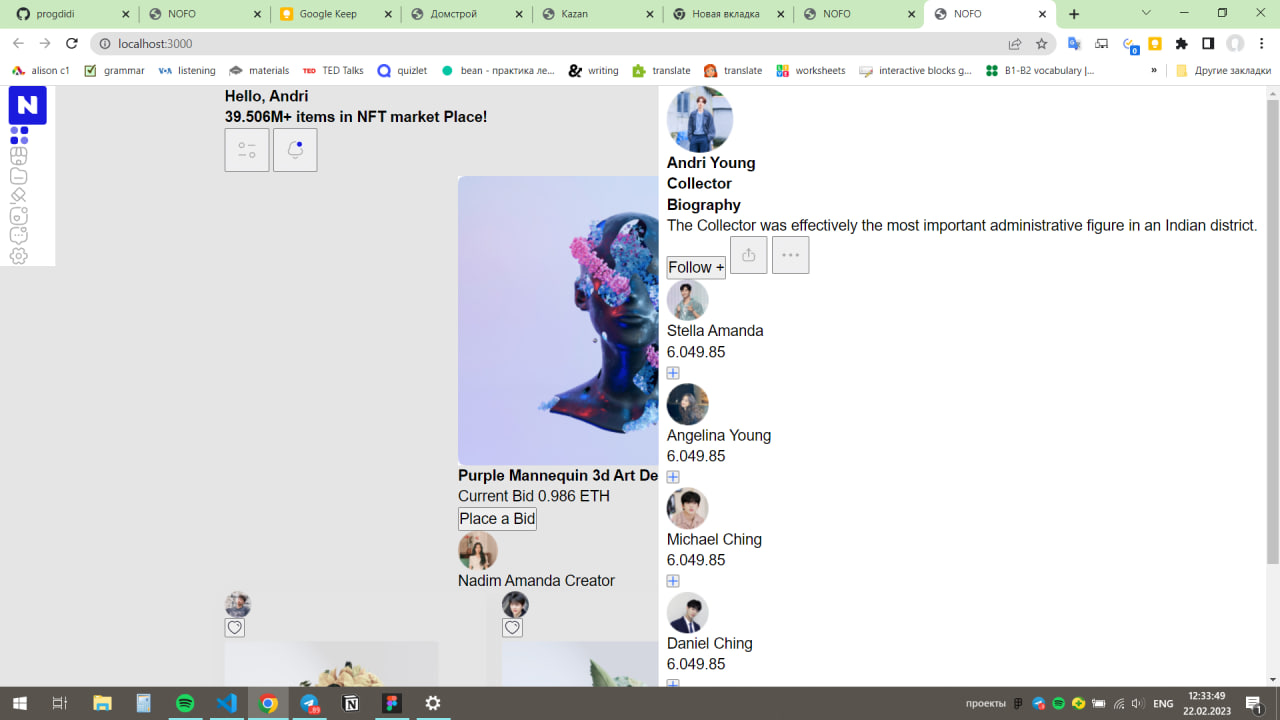 progdidi
NOFO
Google Keep
Домстрой
Kazan
Новая вкладка
NOFO
NOFO
localhost:3000
alison c1
grammar
VOA listening
materials
TED TED Talks
quizlet
bean - практика ле...
writing
translate
translate
worksheets
interactive blocks g...
B1-B2 vocabulary |...
»
Другие закладки
0
N
Hello, Andri
39.506M+ items in NFT market Place!
Purple Mannequin 3d Art De
Current Bid 0.986 ETH
Place a Bid
Nadim Amanda Creator
Andri Young
Collector
Biography
The Collector was effectively the most important administrative figure in an Indian district.
Follow +
Stella Amanda
6.049.85
Angelina Young
6.049.85
Michael Ching
6.049.85
Daniel Ching
6.049.85
проекты
ENG
12:33:49
22.02.2023
1